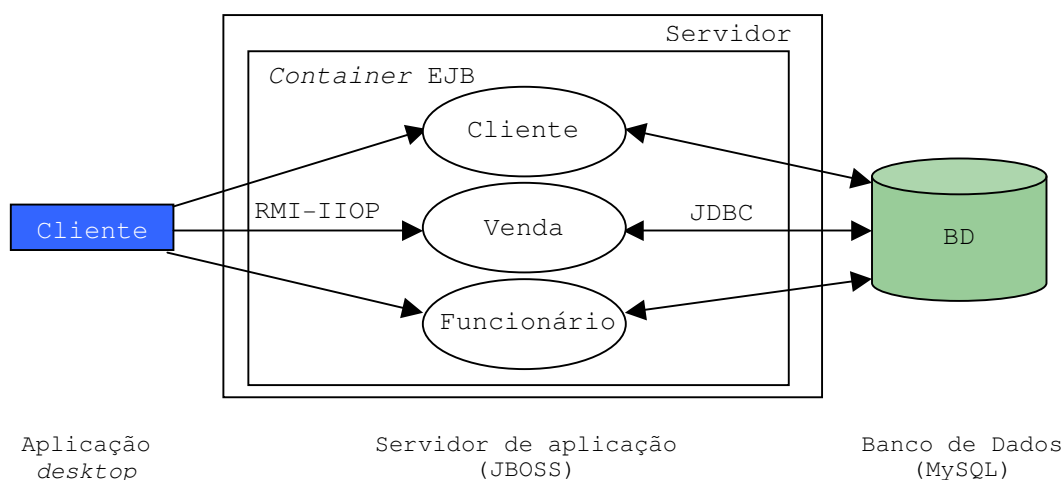 Servidor
Container EJB
Cliente
RMI-IIOP
JDBC
Cliente
Venda
BD
Funcionário
Aplicação
desktop
Servidor de aplicação
(JBOSS)
Banco de Dados
(MySQL)